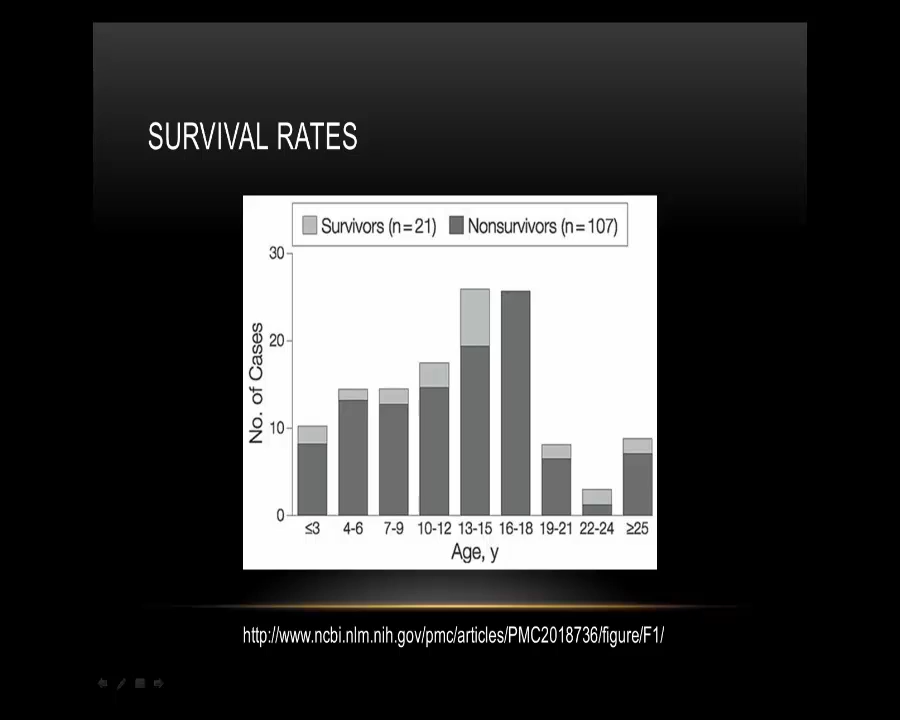 SURVIVAL RATES
Survivors (n=21) Nonsurvivors (n=107)
30
20
10
0
No. of Cases
≤3 4-6 7-9 10-12 13-15 16-18 19-21 22-24 ≥25
Age, y
http://www.ncbi.nlm.nih.gov/pmc/articles/PMC2018736/figure/F1/